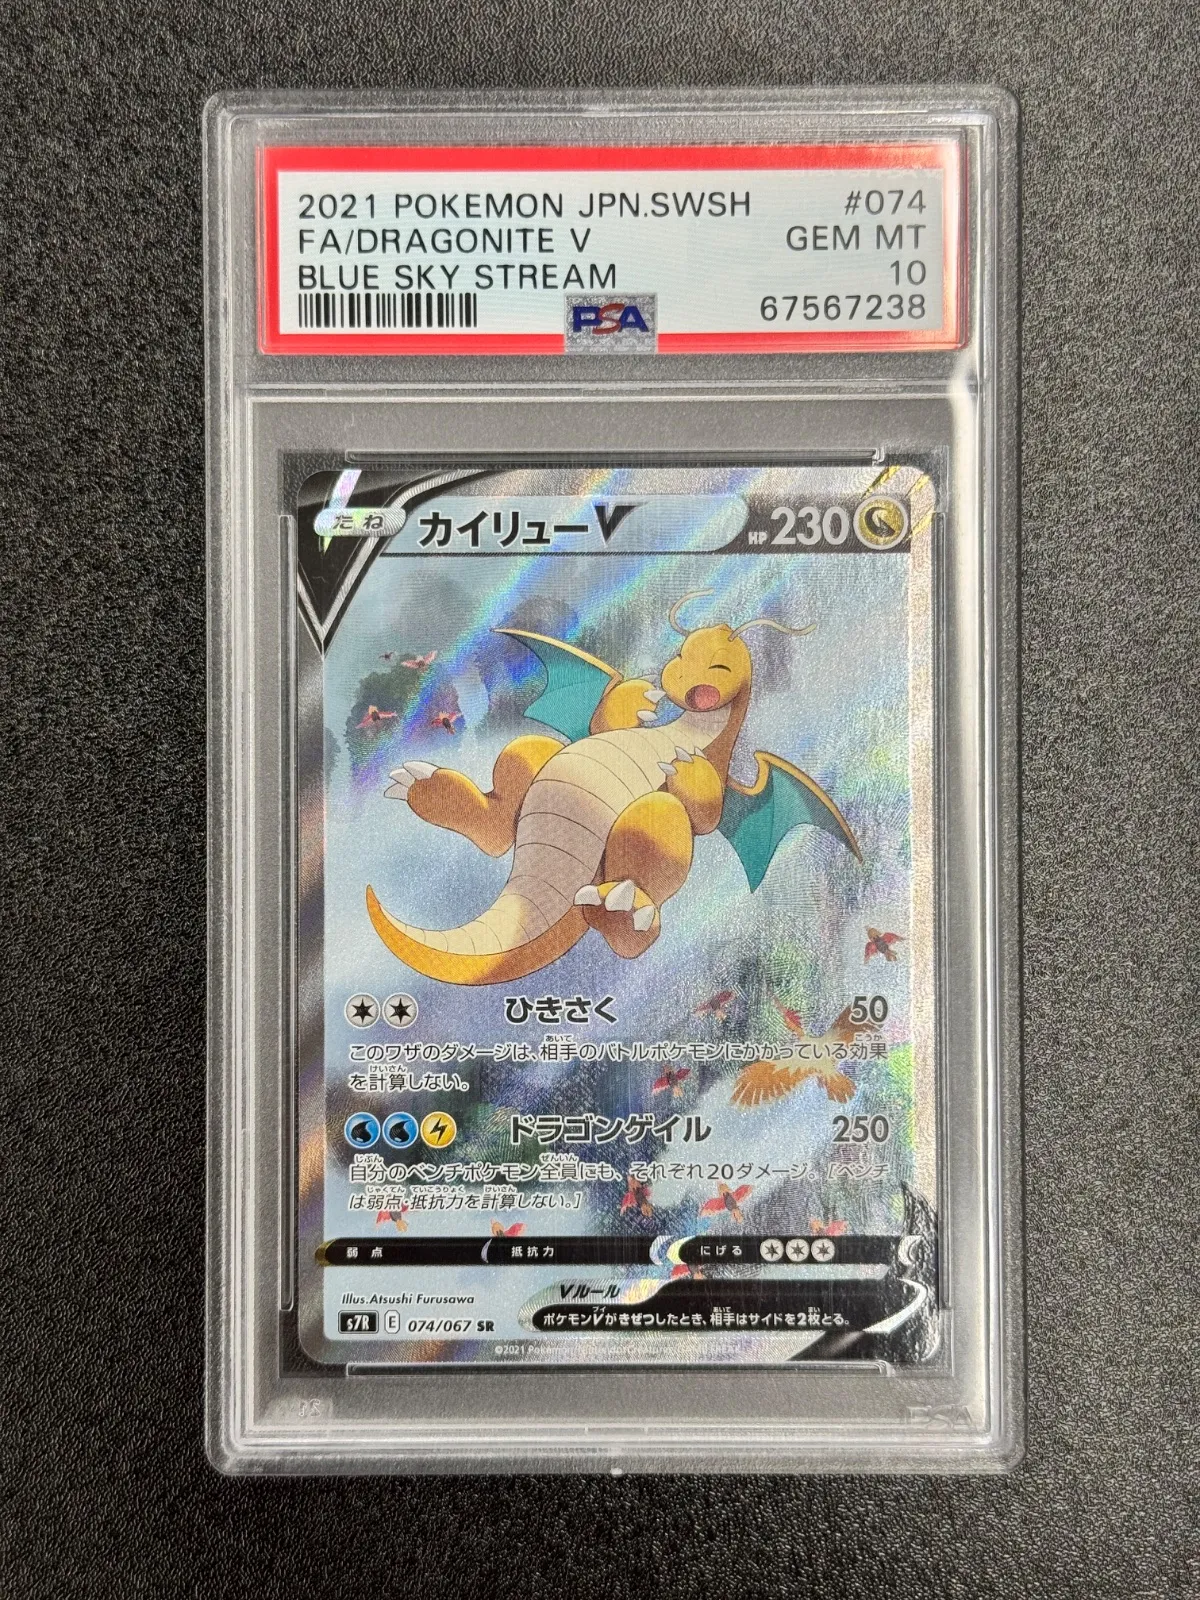 2021 POKEMON JPN.SWSH #074
FA/DRAGONITE V GEM MT
BLUE SKY STREAM 10
PSA 67567238
たね カイリューV HP 230
ひきさく 50
このワザのダメージは、相手のバトルポケモンにかかっている効果
を計算しない。
ドラゴンゲイル 250
自分のベンチポケモン全員にも、それぞれ20ダメージ。[ベンチ
は弱点・抵抗力を計算しない。]
弱点 抵抗力 にげる
Illus.Atsushi Furusawa
Vルール
s7R E 074/067 SR
ポケモンVがきぜつしたとき、相手はサイドを2枚とる。
©2021 Pokémon/Nintendo/Creatures/GAME FREAK